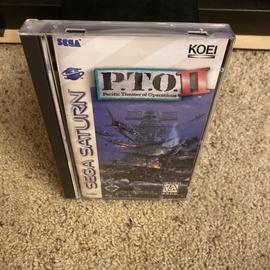 SEGA
KOEI
P.T.O. II
Pacific Theater of Operations
SEGA SATURN
K-A